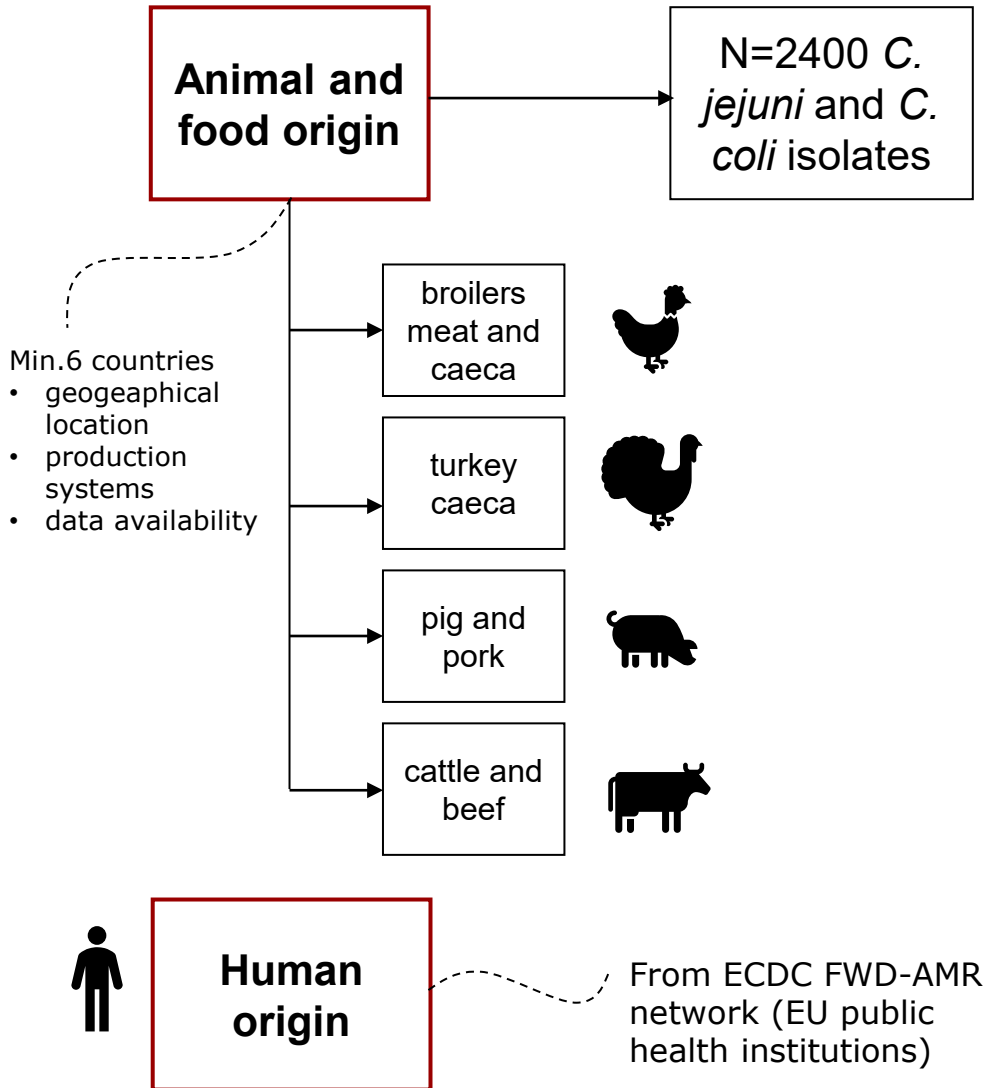 Animal and
food origin
N=2400 C.
jejuni and C.
coli isolates
broilers
meat and
caeca
Min.6 countries
• geogeaphical
location
• production
systems
• data availability
turkey
caeca
pig and
pork
cattle and
beef
Human
origin
From ECDC FWD-AMR
network (EU public
health institutions)